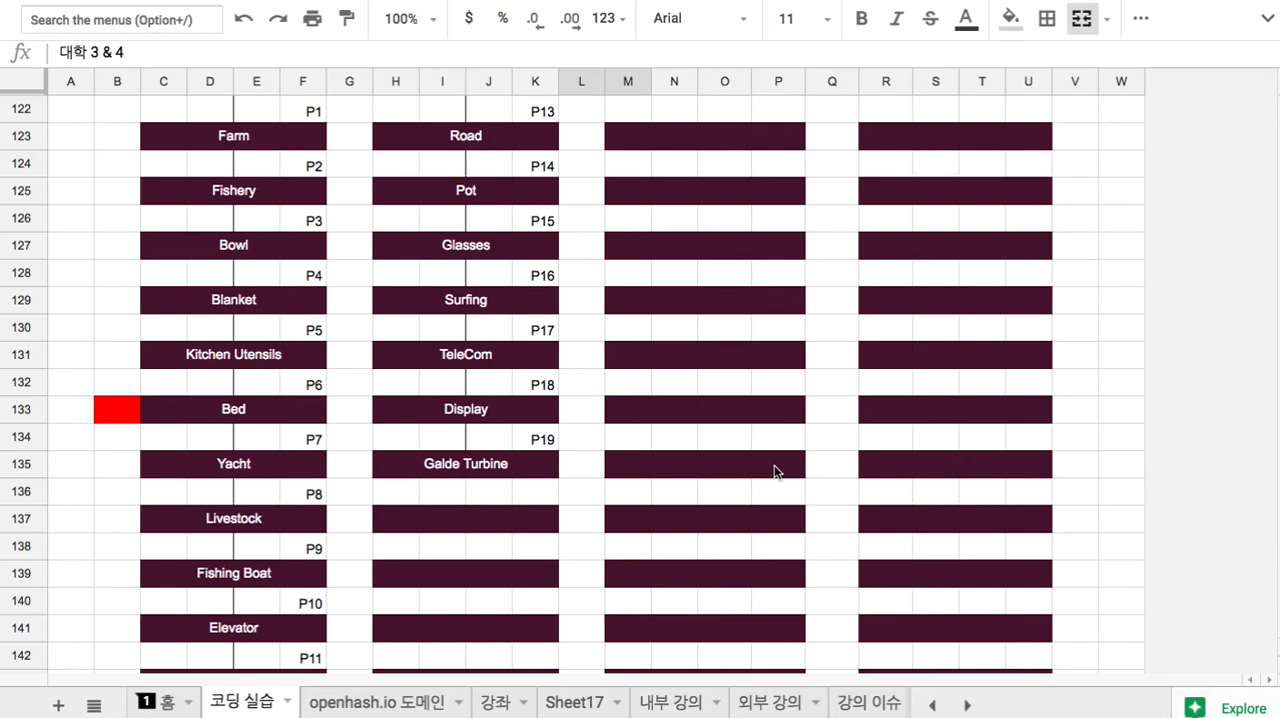 Search the menus (Option+/)
100% $ % .0 .00 123 Arial 11 B I S A
fx 대학 3 & 4
A B C D E F G H I J K L M N O P Q R S T U V W
122 P1 P13
123 Farm Road
124 P2 P14
125 Fishery Pot
126 P3 P15
127 Bowl Glasses
128 P4 P16
129 Blanket Surfing
130 P5 P17
131 Kitchen Utensils TeleCom
132 P6 P18
133 Bed Display
134 P7 P19
135 Yacht Galde Turbine
136 P8
137 Livestock
138 P9
139 Fishing Boat
140 P10
141 Elevator
142 P11
1 홈 코딩 실습 openhash.io 도메인 강좌 Sheet17 내부 강의 외부 강의 강의 이슈 Explore